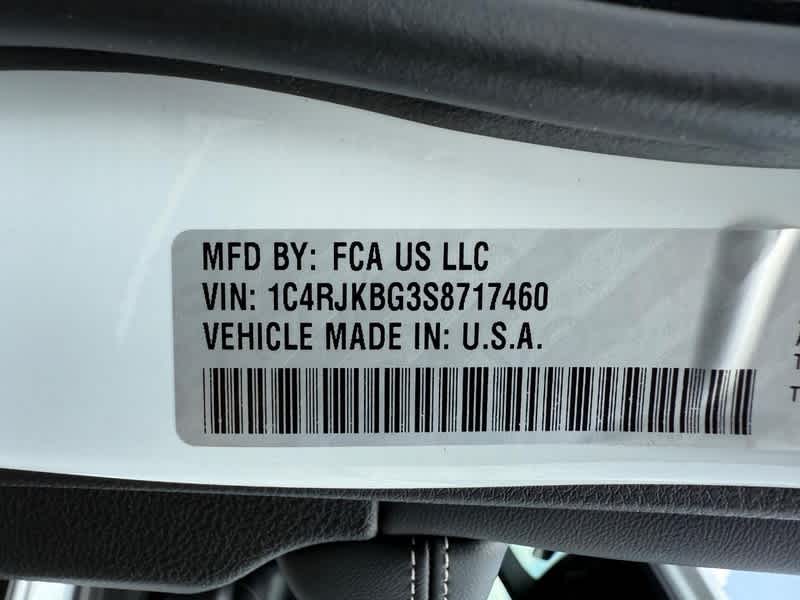 MFD BY: FCA US LLC
VIN: 1C4RJKBG3S8717460
VEHICLE MADE IN: U.S.A.